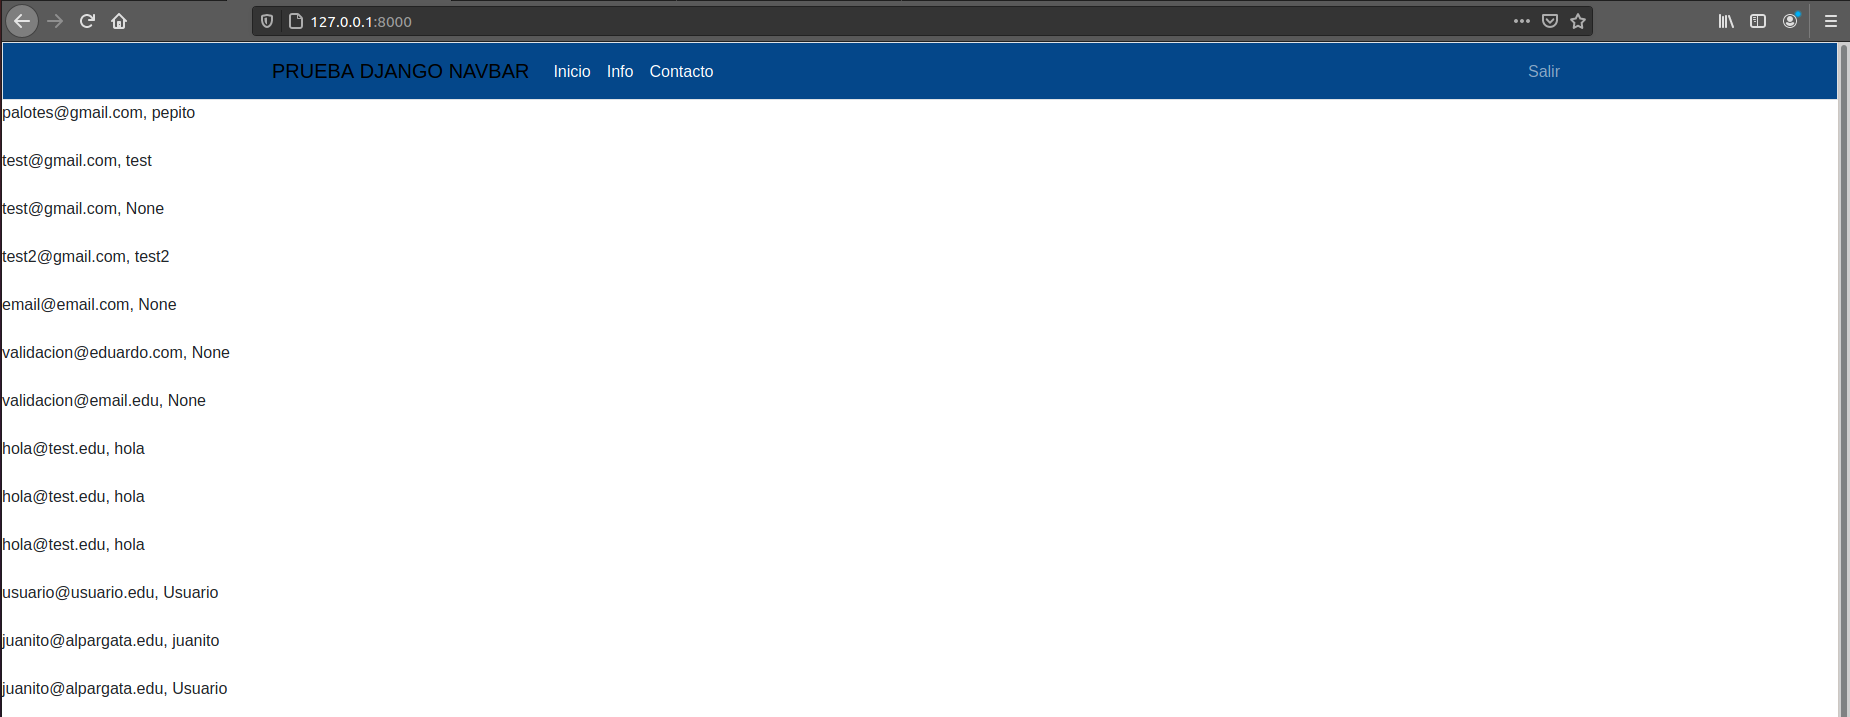 127.0.0.1:8000
PRUEBA DJANGO NAVBAR Inicio Info Contacto Salir
palotes@gmail.com, pepito
test@gmail.com, test
test@gmail.com, None
test2@gmail.com, test2
email@email.com, None
validacion@eduardo.com, None
validacion@email.edu, None
hola@test.edu, hola
hola@test.edu, hola
hola@test.edu, hola
usuario@usuario.edu, Usuario
juanito@alpargata.edu, juanito
juanito@alpargata.edu, Usuario